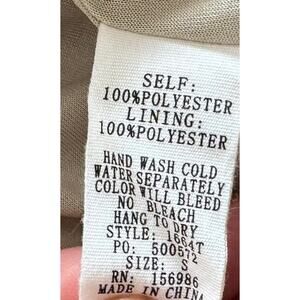 SELF:
100%POLYESTER
LINING:
100%POLYESTER
HAND WASH COLD
WATER SEPARATELY
COLOR WILL BLEED
NO BLEACH
HANG TO DRY
STYLE: 1664T
PO: 500572
SIZE: S
RN: 156986
MADE IN CHINA